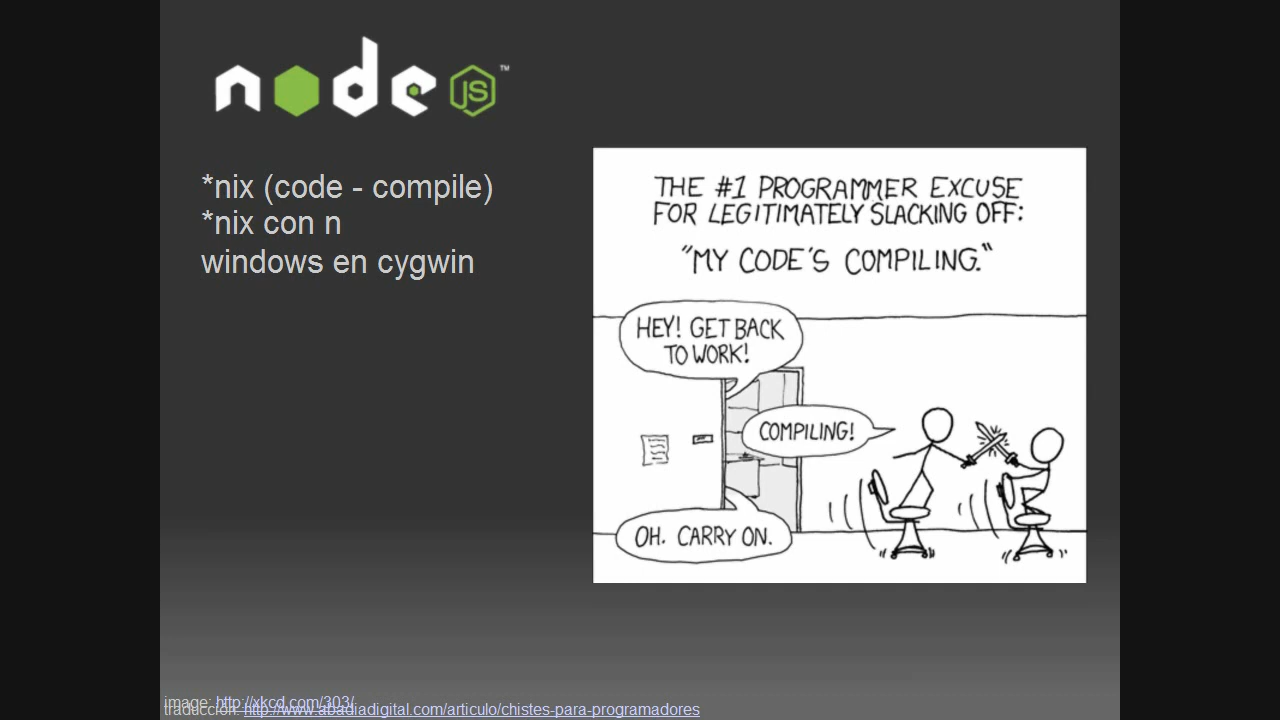 node JS ™
*nix (code - compile)
*nix con n
windows en cygwin
THE #1 PROGRAMMER EXCUSE
FOR LEGITIMATELY SLACKING OFF:
"MY CODE'S COMPILING."
HEY! GET BACK
TO WORK!
COMPILING!
OH. CARRY ON.
image: http://xkcd.com/303/
traducción: http://www.abadiadigital.com/articulo/chistes-para-programadores